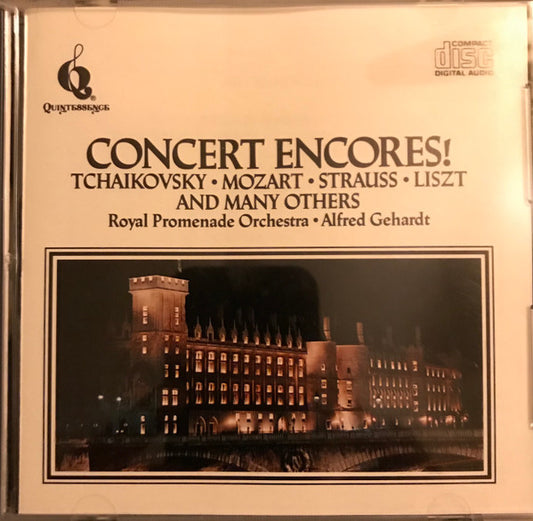 QUINTESSENCE®
COMPACT
disc
DIGITAL AUDIO
CONCERT ENCORES!
TCHAIKOVSKY • MOZART • STRAUSS • LISZT
AND MANY OTHERS
Royal Promenade Orchestra • Alfred Gehardt